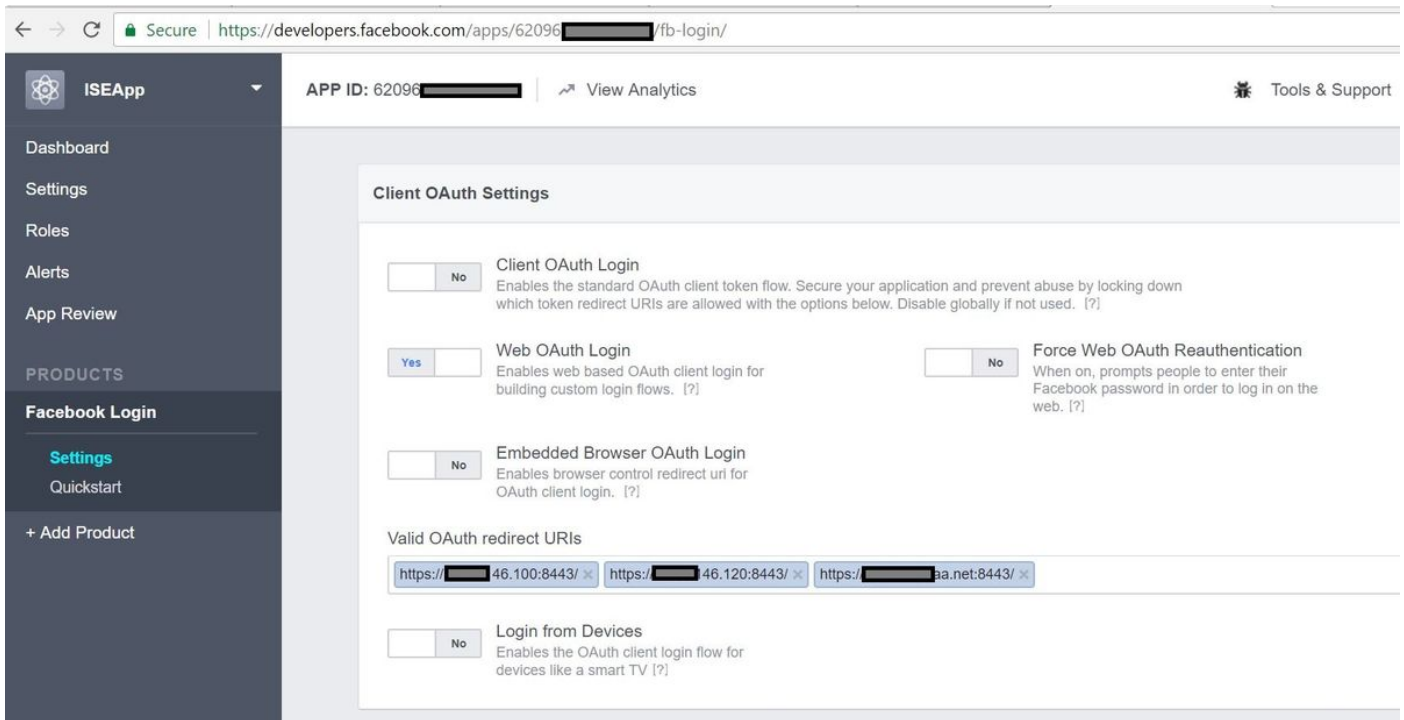 Secure https://developers.facebook.com/apps/62096 /fb-login/
ISEApp
APP ID: 62096 View Analytics Tools & Support
Dashboard
Settings
Roles
Alerts
App Review
PRODUCTS
Facebook Login
Settings
Quickstart
+ Add Product
Client OAuth Settings
No Client OAuth Login
Enables the standard OAuth client token flow. Secure your application and prevent abuse by locking down
which token redirect URIs are allowed with the options below. Disable globally if not used. [?]
Yes Web OAuth Login
Enables web based OAuth client login for
building custom login flows. [?]
No Force Web OAuth Reauthentication
When on, prompts people to enter their
Facebook password in order to log in on the
web. [?]
No Embedded Browser OAuth Login
Enables browser control redirect uri for
OAuth client login. [?]
Valid OAuth redirect URIs
https:// 46.100:8443/ × https:/ 146.120:8443/ × https:/ aa.net:8443/ ×
No Login from Devices
Enables the OAuth client login flow for
devices like a smart TV [?]